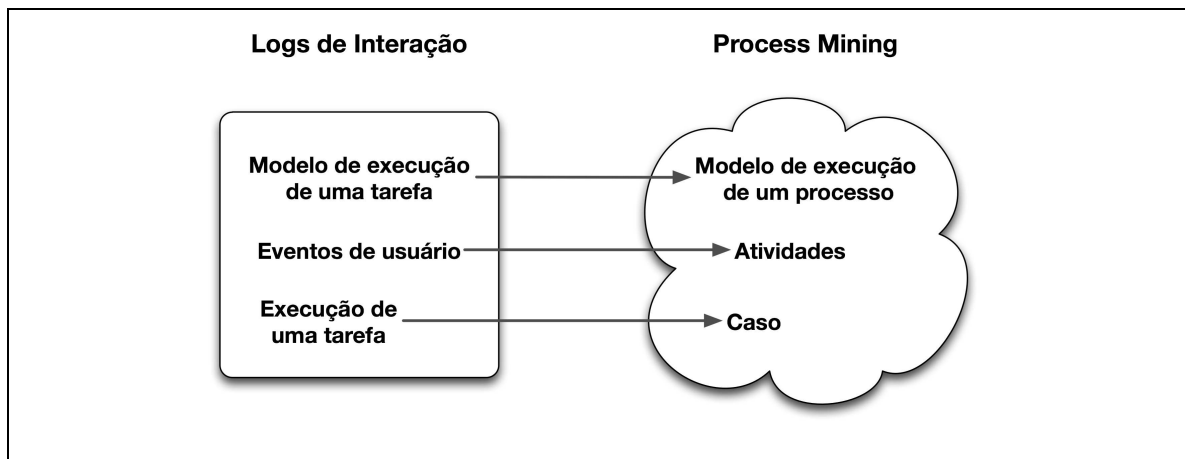 Logs de Interação
Process Mining
Modelo de execução
de uma tarefa
Modelo de execução
de um processo
Eventos de usuário
Atividades
Execução de
uma tarefa
Caso